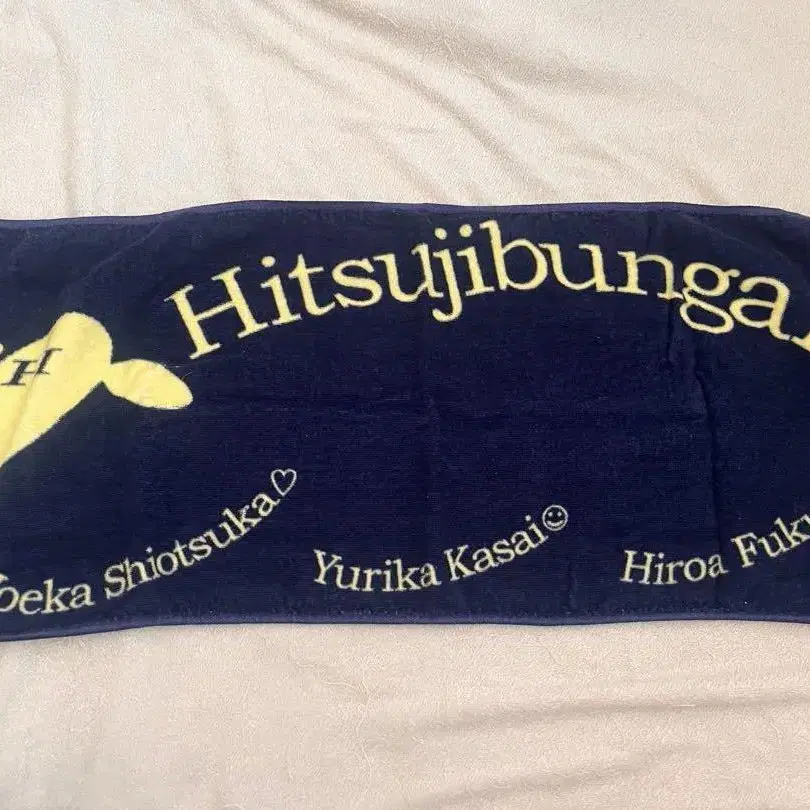 Hitsujibunga
H
oeka Shiotsuka♡
Yurika Kasai☺
Hiroa Fuku